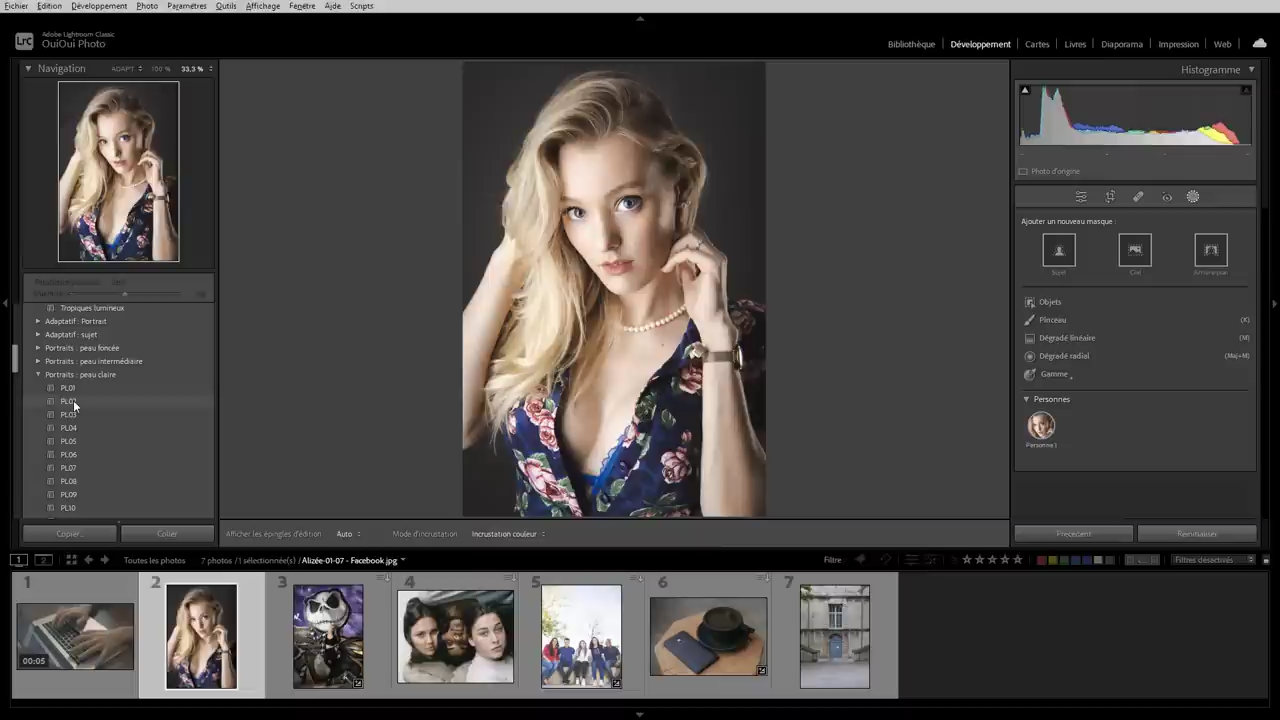 Fichier Edition Développement Photo Paramètres Outils Affichage Fenêtre Aide Scripts
Lrc
Adobe Lightroom Classic
OuiOui Photo
Bibliothèque Développement Cartes Livres Diaporama Impression Web
Navigation ADAPT. 100 % 33,3 %
Histogramme
Photo d'origine
Ajouter un nouveau masque :
Sujet Ciel Arrière-plan
Objets
Pinceau (K)
Dégradé linéaire (M)
Dégradé radial (Maj+M)
Gamme
Personnes
Personne 1
Tropiques lumineux
Adaptatif : Portrait
Adaptatif : sujet
Portraits : peau foncée
Portraits : peau intermédiaire
Portraits : peau claire
PL01
PL02
PL03
PL04
PL05
PL06
PL07
PL08
PL09
PL10
Copier... Coller
Afficher les épingles d'édition Auto Mode d'incrustation Incrustation couleur
Précédent Réinitialiser
1 2 Toutes les photos 7 photos /1 sélectionnée(s) / Alizée-01-07 - Facebook.jpg
Filtre : Filtres désactivés
1 2 3 4 5 6 7
00:05